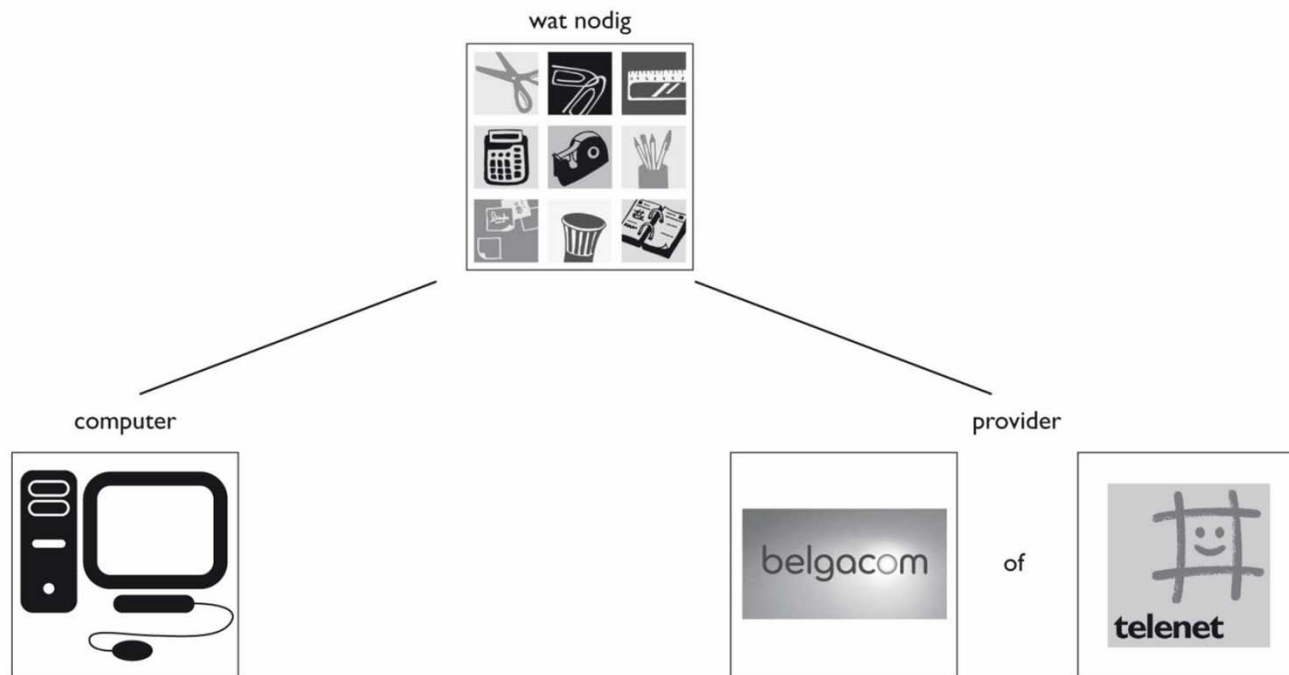 wat nodig
computer
provider
belgacom
of
telenet